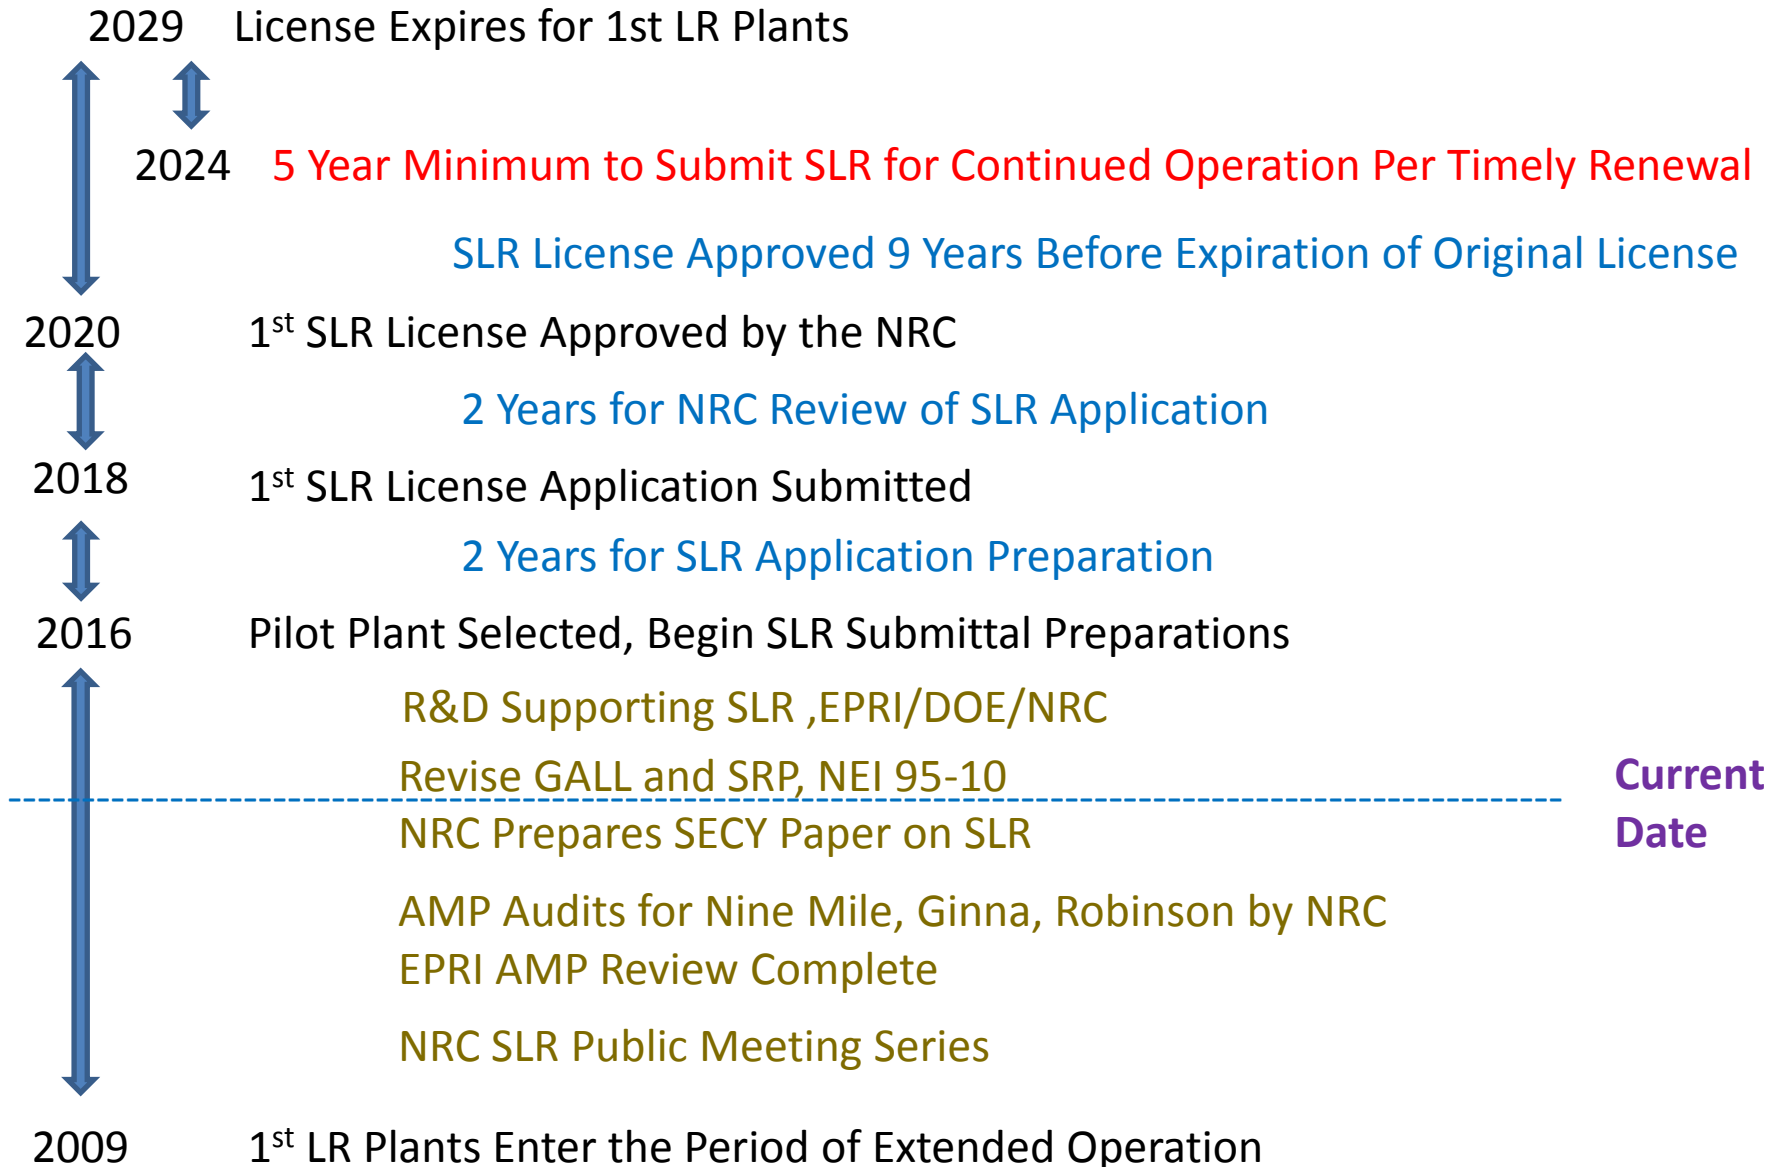 2029 License Expires for 1st LR Plants
2024 5 Year Minimum to Submit SLR for Continued Operation Per Timely Renewal
SLR License Approved 9 Years Before Expiration of Original License
2020 1st SLR License Approved by the NRC
2 Years for NRC Review of SLR Application
2018 1st SLR License Application Submitted
2 Years for SLR Application Preparation
2016 Pilot Plant Selected, Begin SLR Submittal Preparations
R&D Supporting SLR ,EPRI/DOE/NRC
Revise GALL and SRP, NEI 95-10
Current
Date
NRC Prepares SECY Paper on SLR
AMP Audits for Nine Mile, Ginna, Robinson by NRC
EPRI AMP Review Complete
NRC SLR Public Meeting Series
2009 1st LR Plants Enter the Period of Extended Operation